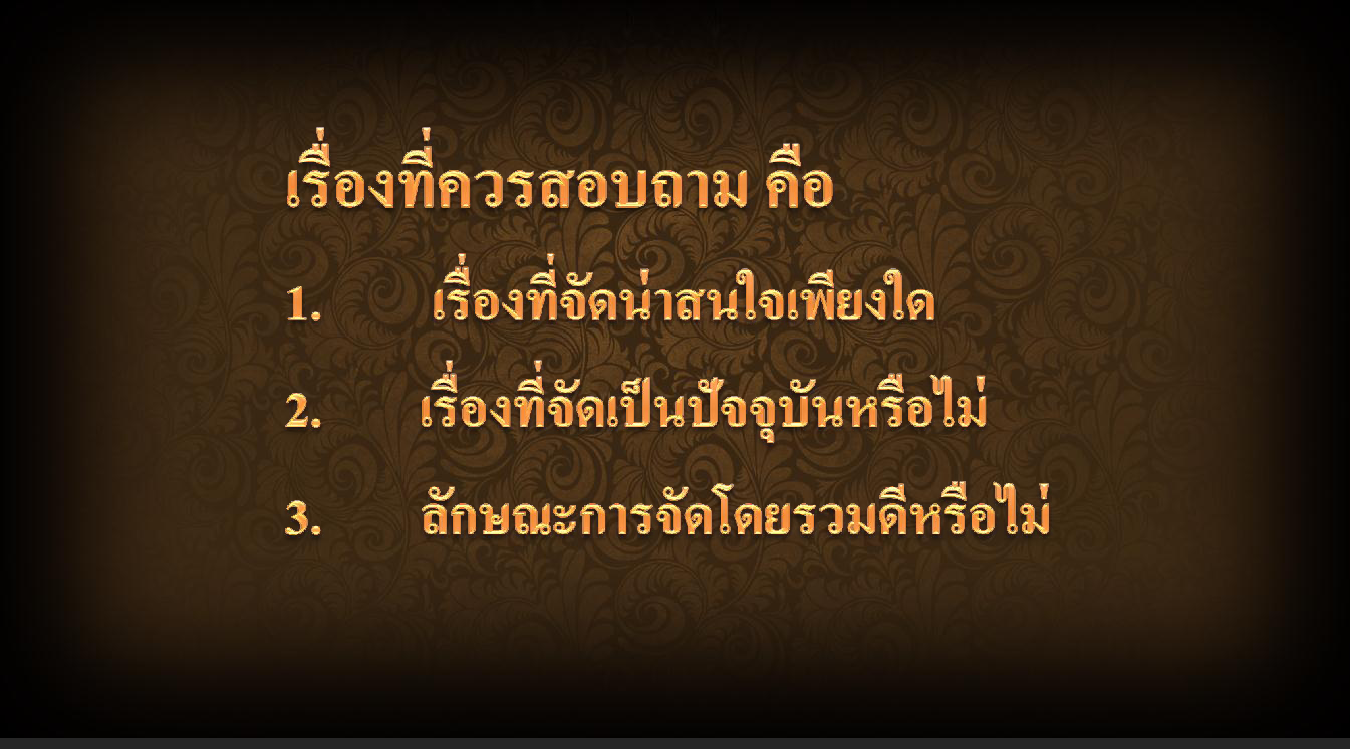 เรื่องที่ควรสอบถาม คือ
1. เรื่องที่จัดน่าสนใจเพียงใด
2. เรื่องที่จัดเป็นปัจจุบันหรือไม่
3. ลักษณะการจัดโดยรวมดีหรือไม่